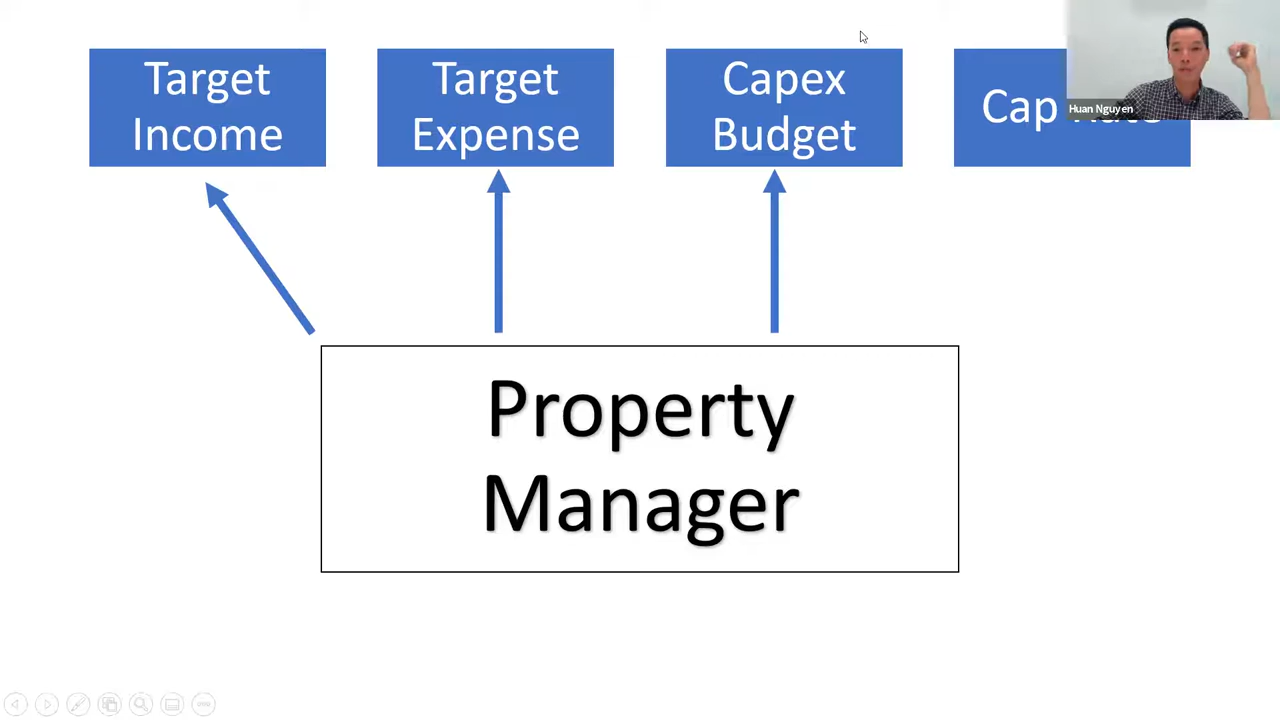 Target
Income
Target
Expense
Capex
Budget
Cap
Huan Nguyen
Property
Manager